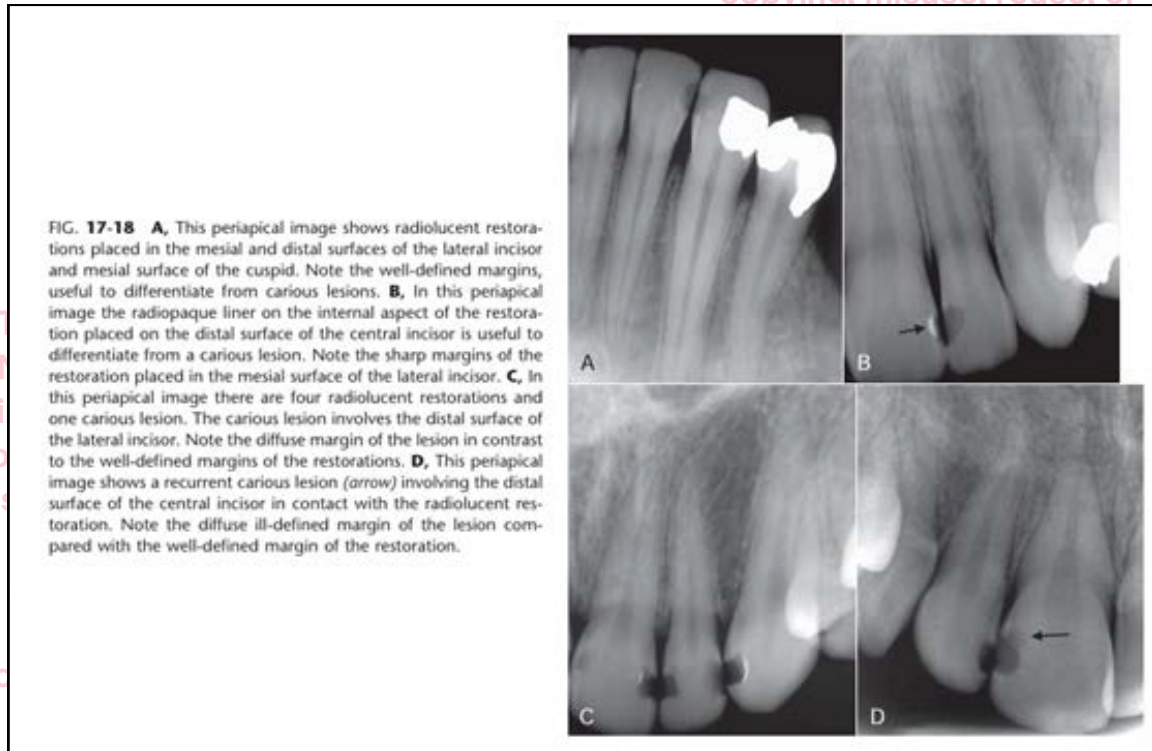 FIG. 17-18 A, This periapical image shows radiolucent restora-
tions placed in the mesial and distal surfaces of the lateral incisor
and mesial surface of the cuspid. Note the well-defined margins,
useful to differentiate from carious lesions. B, In this periapical
image the radiopaque liner on the internal aspect of the restora-
tion placed on the distal surface of the central incisor is useful to
differentiate from a carious lesion. Note the sharp margins of the
restoration placed in the mesial surface of the lateral incisor. C, In
this periapical image there are four radiolucent restorations and
one carious lesion. The carious lesion involves the distal surface of
the lateral incisor. Note the diffuse margin of the lesion in contrast
to the well-defined margins of the restorations. D, This periapical
image shows a recurrent carious lesion (arrow) involving the distal
surface of the central incisor in contact with the radiolucent res-
toration. Note the diffuse ill-defined margin of the lesion com-
pared with the well-defined margin of the restoration.
A
B
C
D